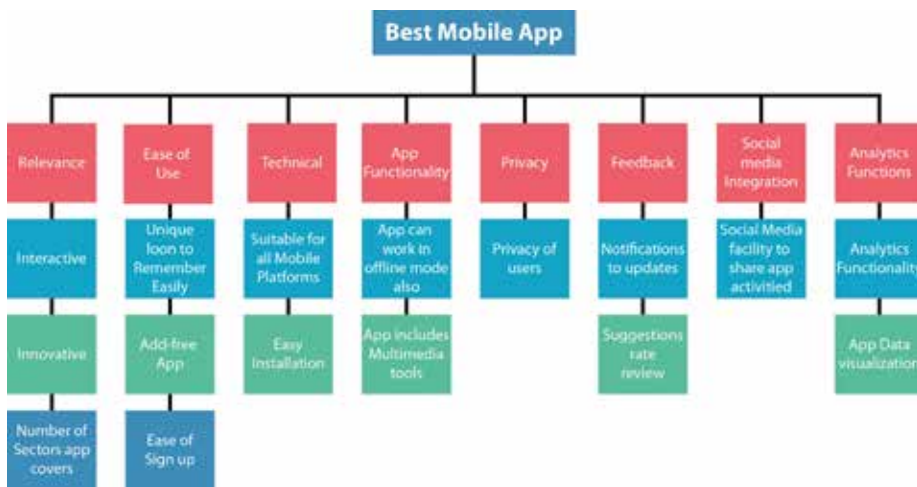 Best Mobile App
Relevance
Ease of
Use
Technical
App
Functionality
Privacy
Feedback
Social
media
Integration
Analytics
Functions
Interactive
Unique
Ioon to
Remember
Easily
Suitable for
all Mobile
Platforms
App can
work in
offline mode
also
Privacy of
users
Notifications
to updates
Social Media
facility to
share app
activitied
Analytics
Functionality
Innovative
Add-free
App
Easy
Installation
App includes
Multimedia
tools
Suggestions
rate
review
App Data
visualization
Number of
Sectors app
covers
Ease of
Sign up